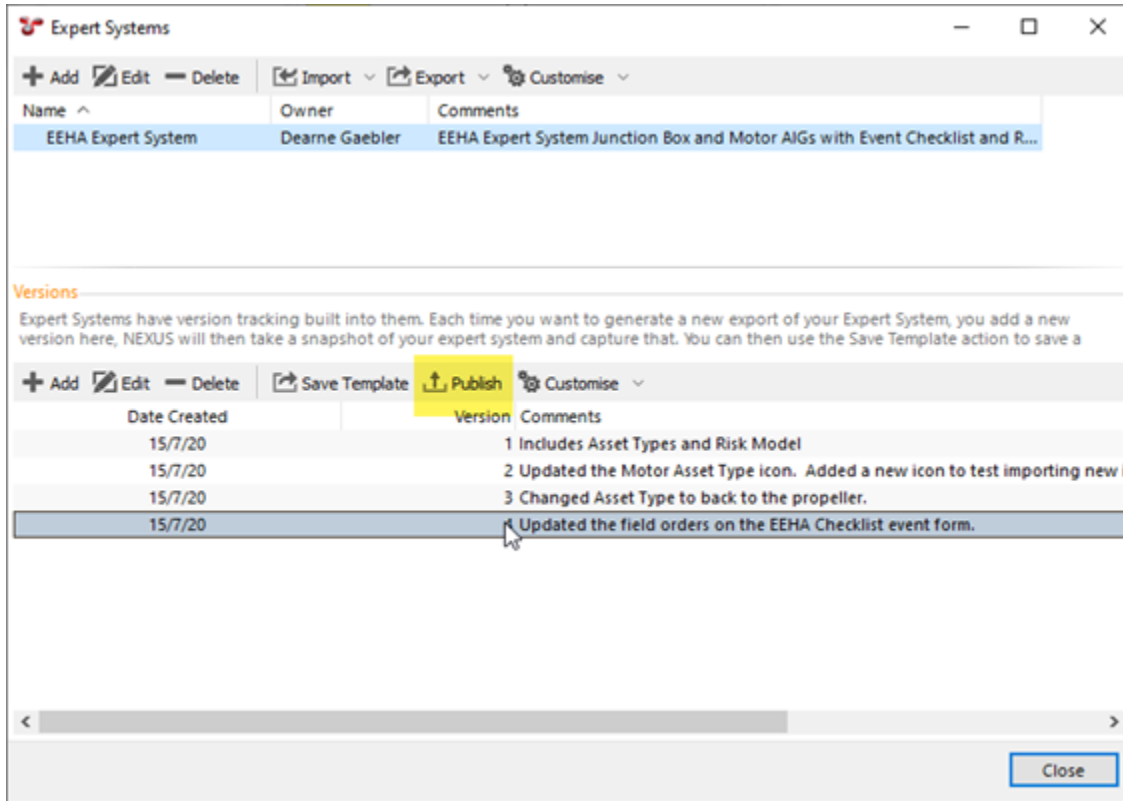 Expert Systems
Add Edit Delete Import Export Customise
Name Owner Comments
EEHA Expert System Dearne Gaebler EEHA Expert System Junction Box and Motor AIGs with Event Checklist and R...
Versions
Expert Systems have version tracking built into them. Each time you want to generate a new export of your Expert System, you add a new
version here, NEXUS will then take a snapshot of your expert system and capture that. You can then use the Save Template action to save a
Add Edit Delete Save Template Publish Customise
Date Created Version Comments
15/7/20 1 Includes Asset Types and Risk Model
15/7/20 2 Updated the Motor Asset Type icon. Added a new icon to test importing new
15/7/20 3 Changed Asset Type to back to the propeller.
15/7/20 4 Updated the field orders on the EEHA Checklist event form.
Close